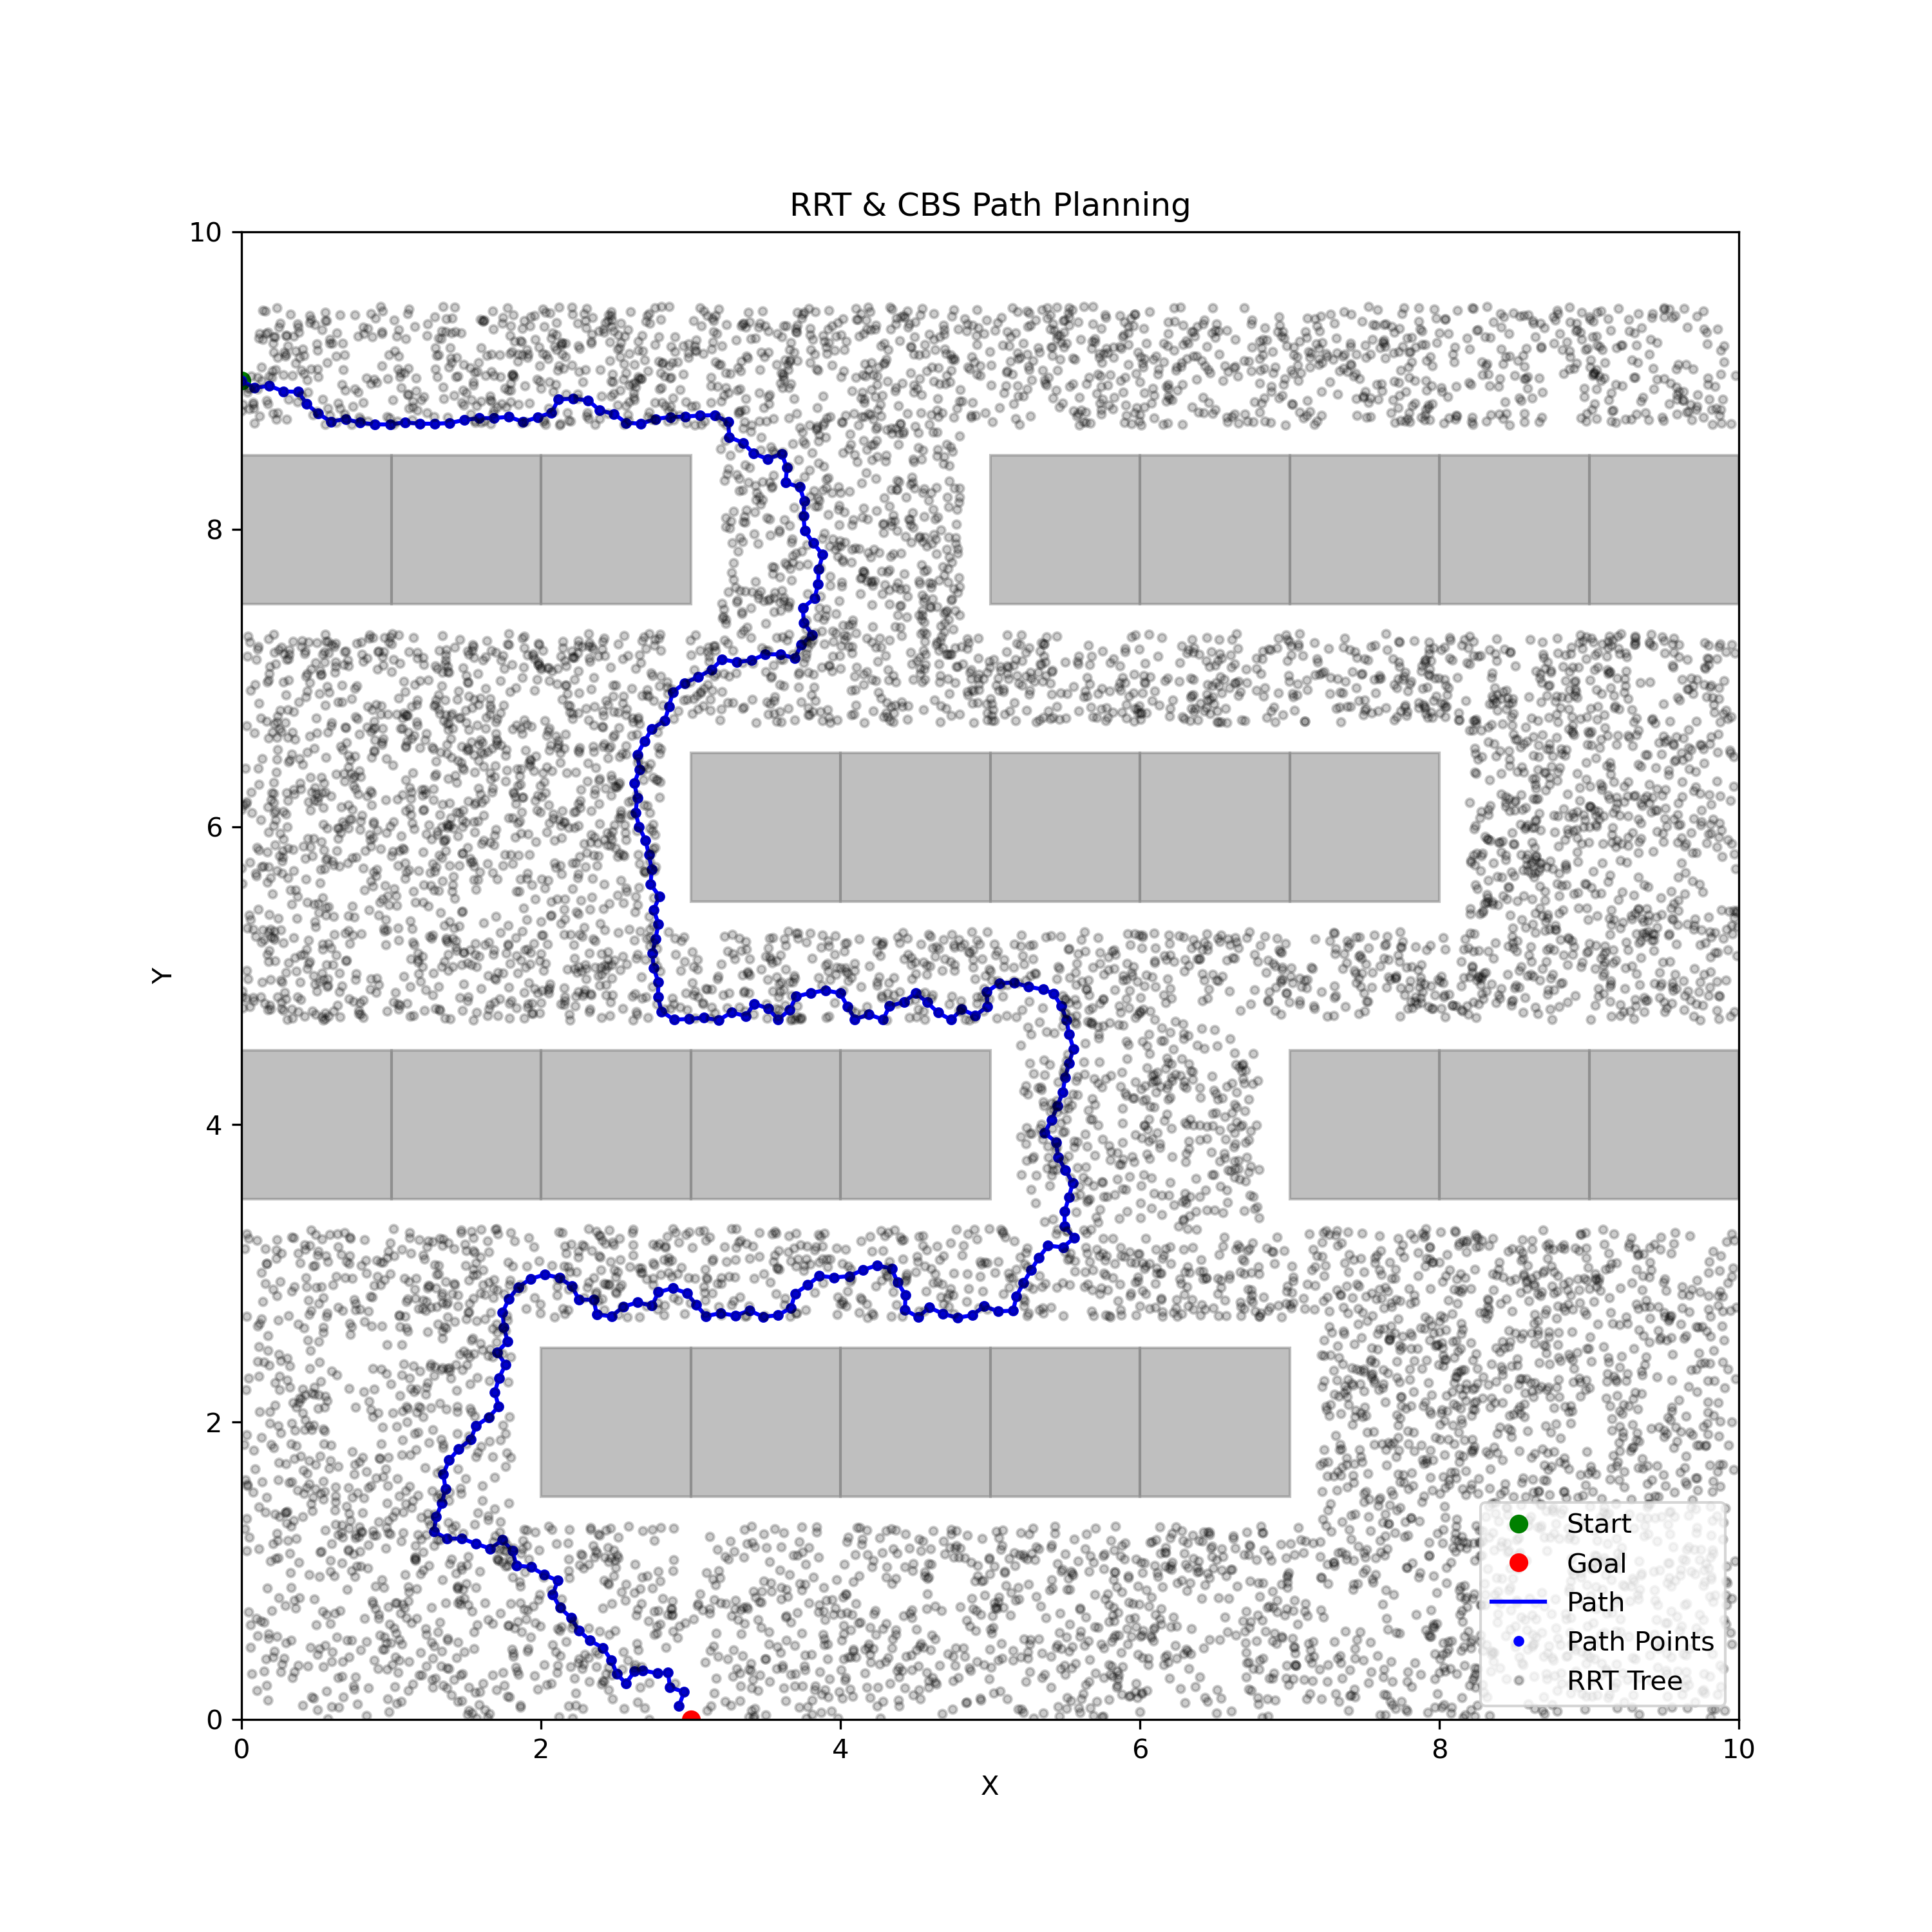 RRT & CBS Path Planning
10
8
6
4
2
0
Y
0 2 4 6 8 10
X
Start
Goal
Path
Path Points
RRT Tree